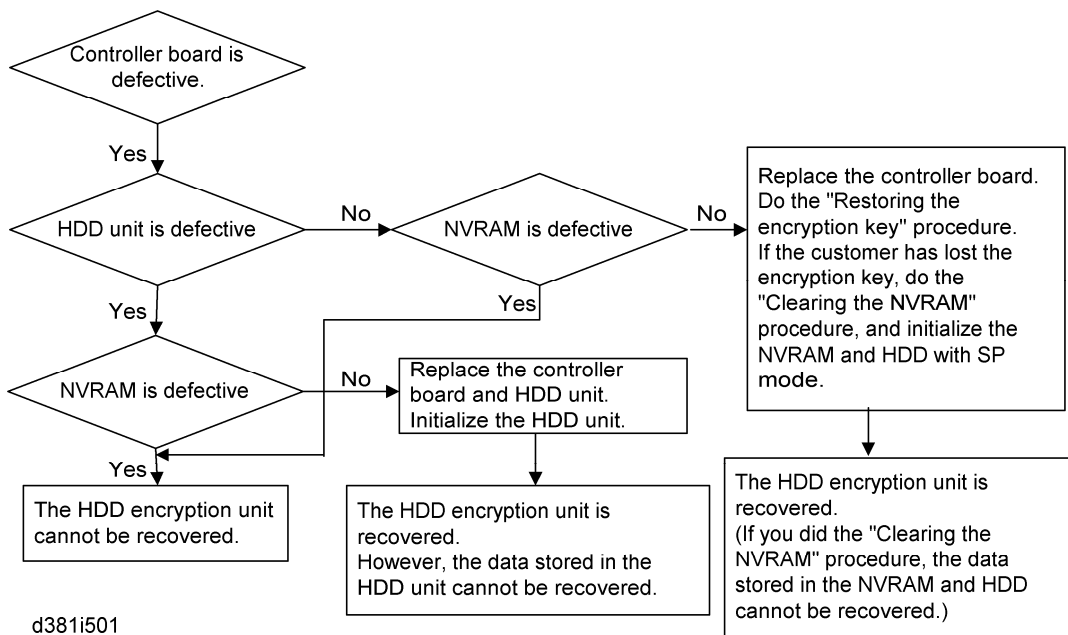 Controller board is
defective.
Yes
HDD unit is defective
No
NVRAM is defective
No
Replace the controller board.
Do the "Restoring the
encryption key" procedure.
If the customer has lost the
encryption key, do the
"Clearing the NVRAM"
procedure, and initialize the
NVRAM and HDD with SP
mode.
Yes
Yes
NVRAM is defective
No
Replace the controller
board and HDD unit.
Initialize the HDD unit.
Yes
The HDD encryption unit
cannot be recovered.
The HDD encryption unit is
recovered.
However, the data stored in the
HDD unit cannot be recovered.
The HDD encryption unit is
recovered.
(If you did the "Clearing the
NVRAM" procedure, the data
stored in the NVRAM and HDD
cannot be recovered.)
d381i501